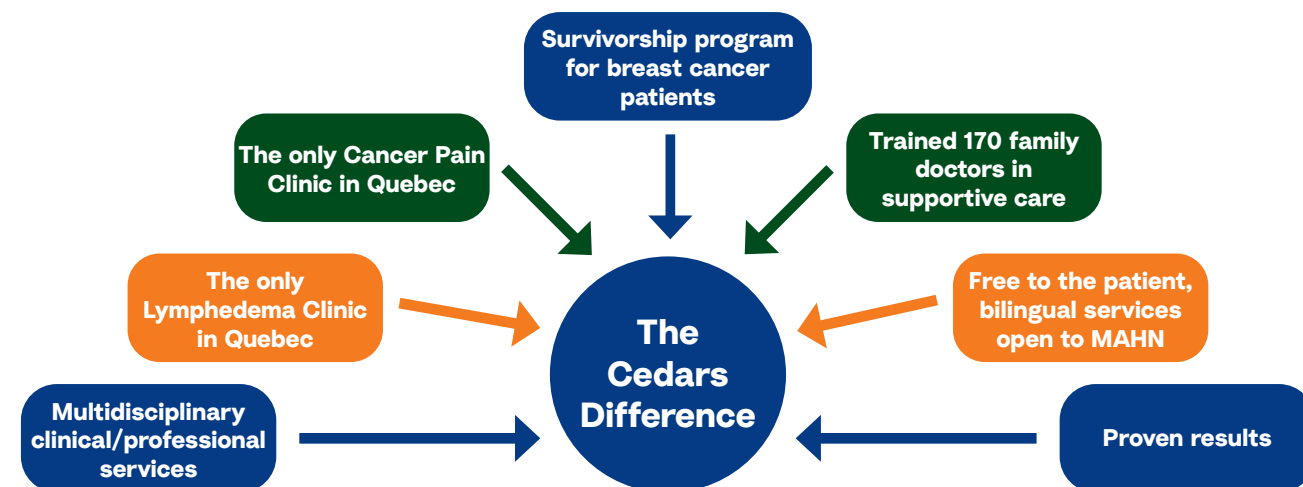 Survivorship program
for breast cancer
patients
The only Cancer Pain
Clinic in Quebec
Trained 170 family
doctors in
supportive care
The only
Lymphedema Clinic
in Quebec
Free to the patient,
bilingual services
open to MAHN
The
Cedars
Difference
Multidisciplinary
clinical/professional
services
Proven results